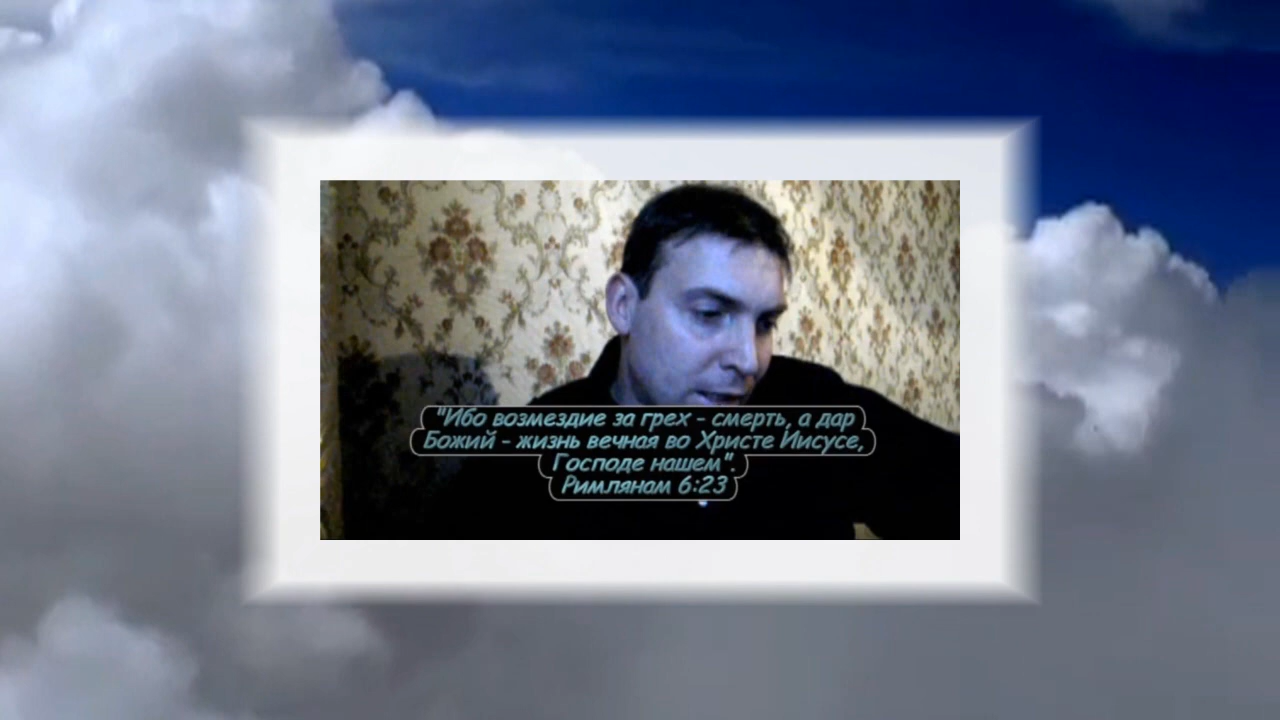 "Ибо возмездие за грех - смерть, а дар
Божий - жизнь вечная во Христе Иисусе,
Господе нашем".
Римлянам 6:23